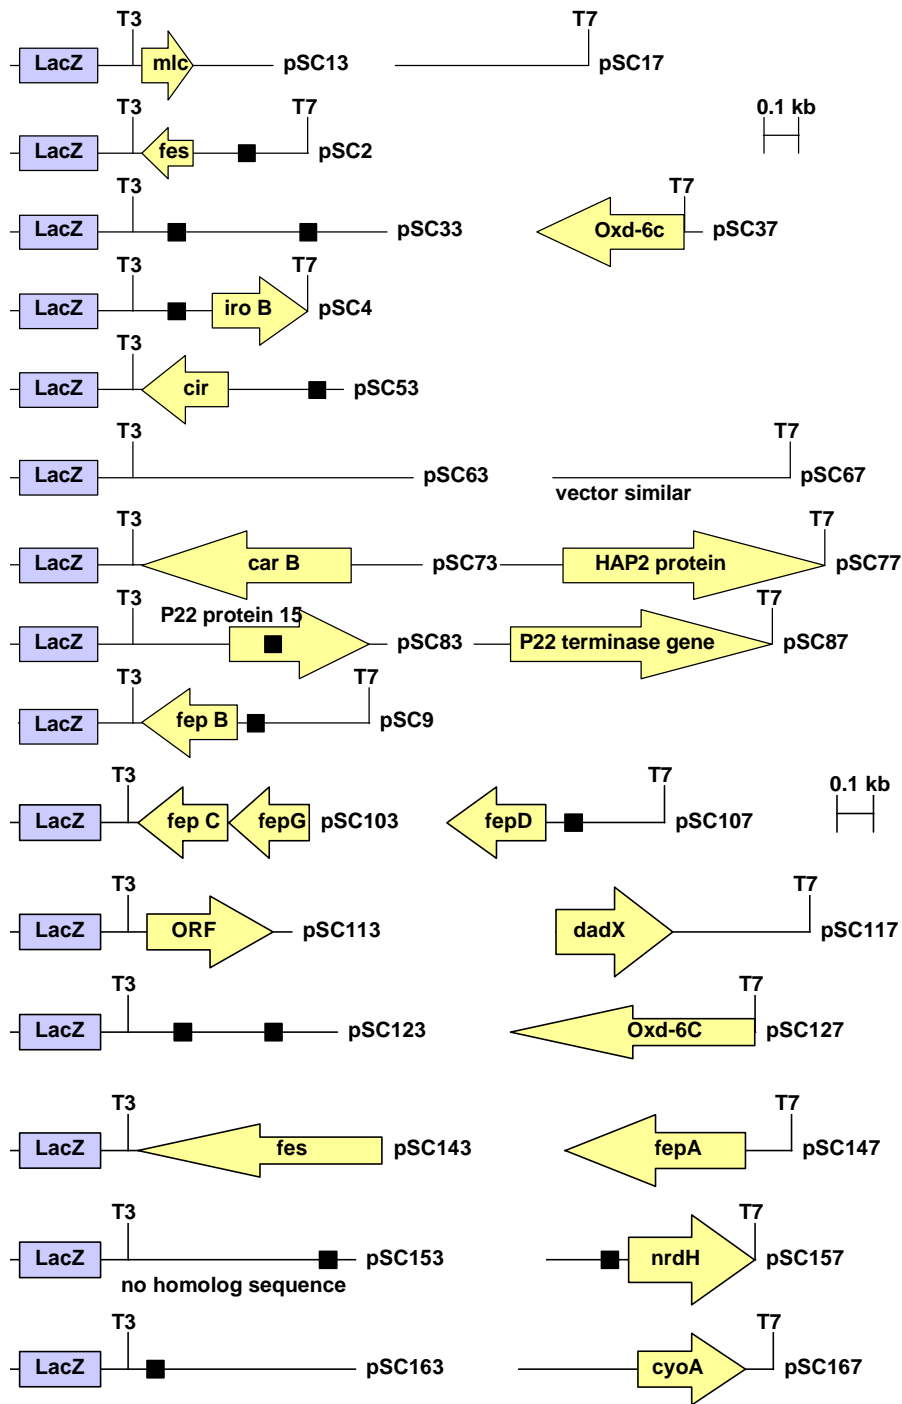 T3 T7
LacZ mlc pSC13 pSC17
T3 T7 0.1 kb
LacZ fes pSC2
T3 T7
LacZ pSC33 Oxd-6c pSC37
T3 T7
LacZ iro B pSC4
T3
LacZ cir pSC53
T3 T7
LacZ pSC63 pSC67
vector similar
T3 T7
LacZ car B pSC73 HAP2 protein pSC77
T3 P22 protein 15 T7
LacZ pSC83 P22 terminase gene pSC87
T3 T7
LacZ fep B pSC9
T3 T7 0.1 kb
LacZ fep C fepG pSC103 fepD pSC107
T3 T7
LacZ ORF pSC113 dadX pSC117
T3 T7
LacZ pSC123 Oxd-6C pSC127
T3 T7
LacZ fes pSC143 fepA pSC147
T3 T7
LacZ pSC153 nrdH pSC157
no homolog sequence
T3 T7
LacZ pSC163 cyoA pSC167